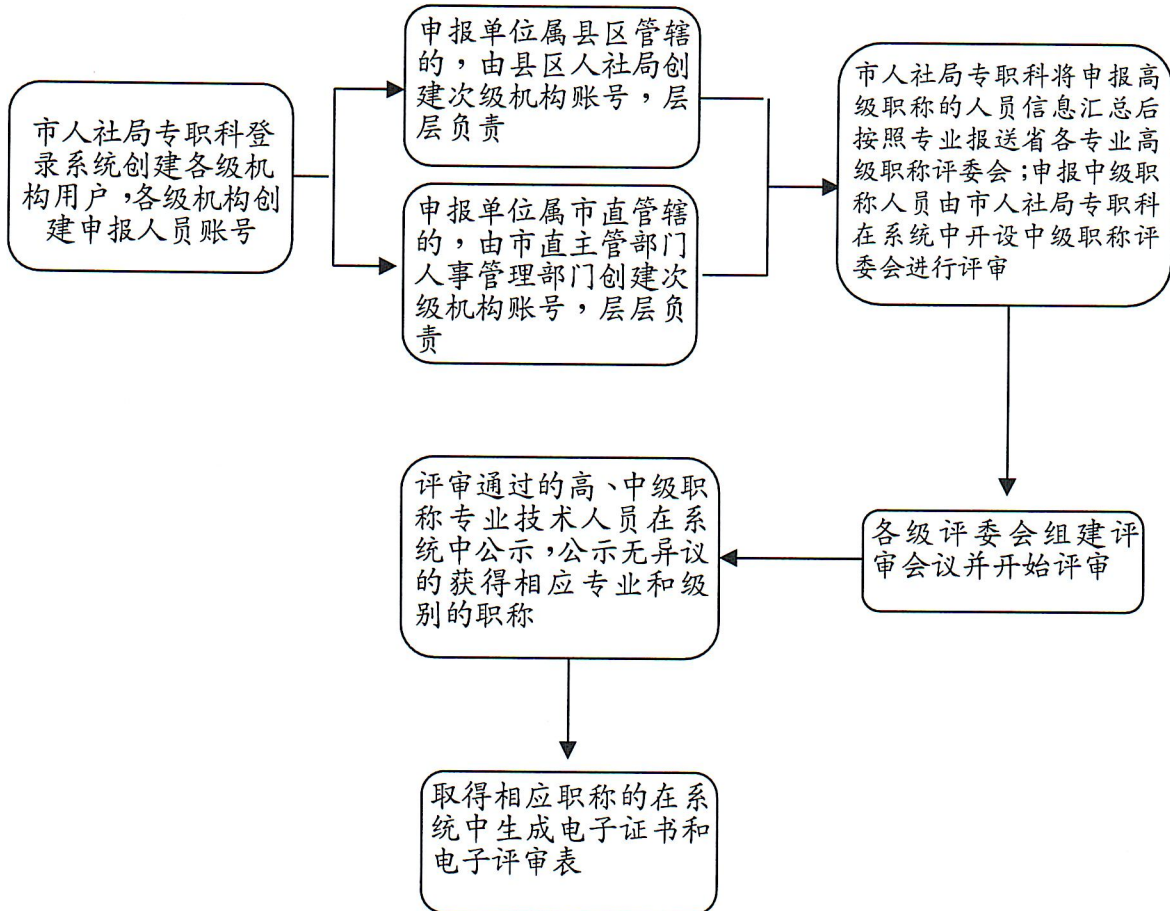 市人社局专职科登
录系统创建各级机
构用户,各级机构创
建申报人员账号
申报单位属县区管辖
的,由县区人社局创
建次级机构账号,层
层负责
申报单位属市直管辖
的,由市直主管部门
人事管理部门创建次
级机构账号,层层负
责
市人社局专职科将申报高
级职称的人员信息汇总后
按照专业报送省各专业高
级职称评委会;申报中级职
称人员由市人社局专职科
在系统中开设中级职称评
委会进行评审
各级评委会组建评
审会议并开始评审
评审通过的高、中级职
称专业技术人员在系
统中公示,公示无异议
的获得相应专业和级
别的职称
取得相应职称的在系
统中生成电子证书和
电子评审表